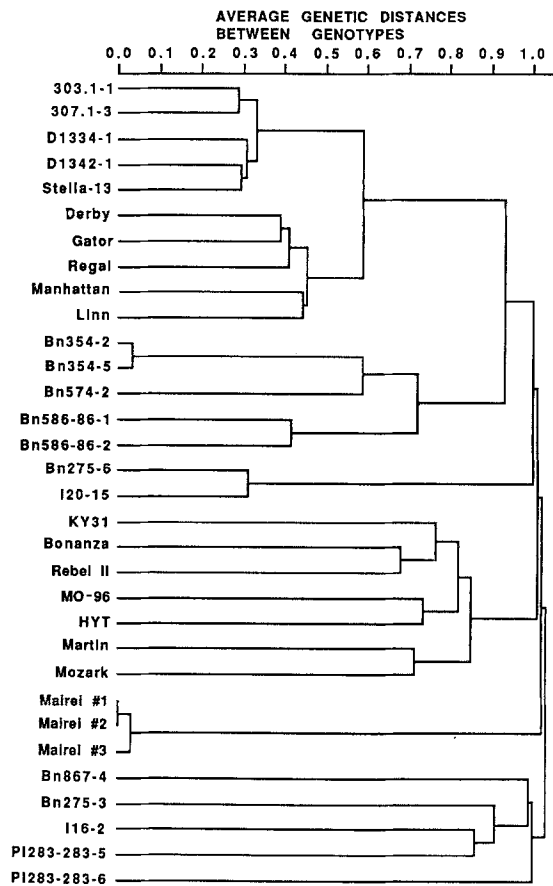 AVERAGE GENETIC DISTANCES
BETWEEN GENOTYPES
0.0 0.1 0.2 0.3 0.4 0.5 0.6 0.7 0.8 0.9 1.0
303.1-1
307.1-3
D1334-1
D1342-1
Stella-13
Derby
Gator
Regal
Manhattan
Linn
Bn354-2
Bn354-5
Bn574-2
Bn586-86-1
Bn586-86-2
Bn275-6
I20-15
KY31
Bonanza
Rebel II
MO-96
HYT
Martin
Mozark
Mairei #1
Mairei #2
Mairei #3
Bn867-4
Bn275-3
I16-2
PI283-283-5
PI283-283-6